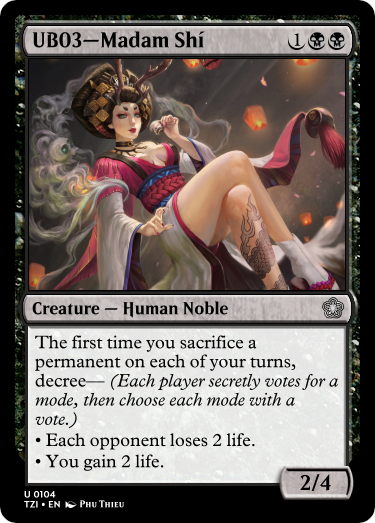 UB03—Madam Shí 1
Creature — Human Noble
The first time you sacrifice a
permanent on each of your turns,
decree— (Each player secretly votes for a
mode, then choose each mode with a
vote.)
• Each opponent loses 2 life.
• You gain 2 life.
2/4
U 0104
TZI • EN Phu Thieu